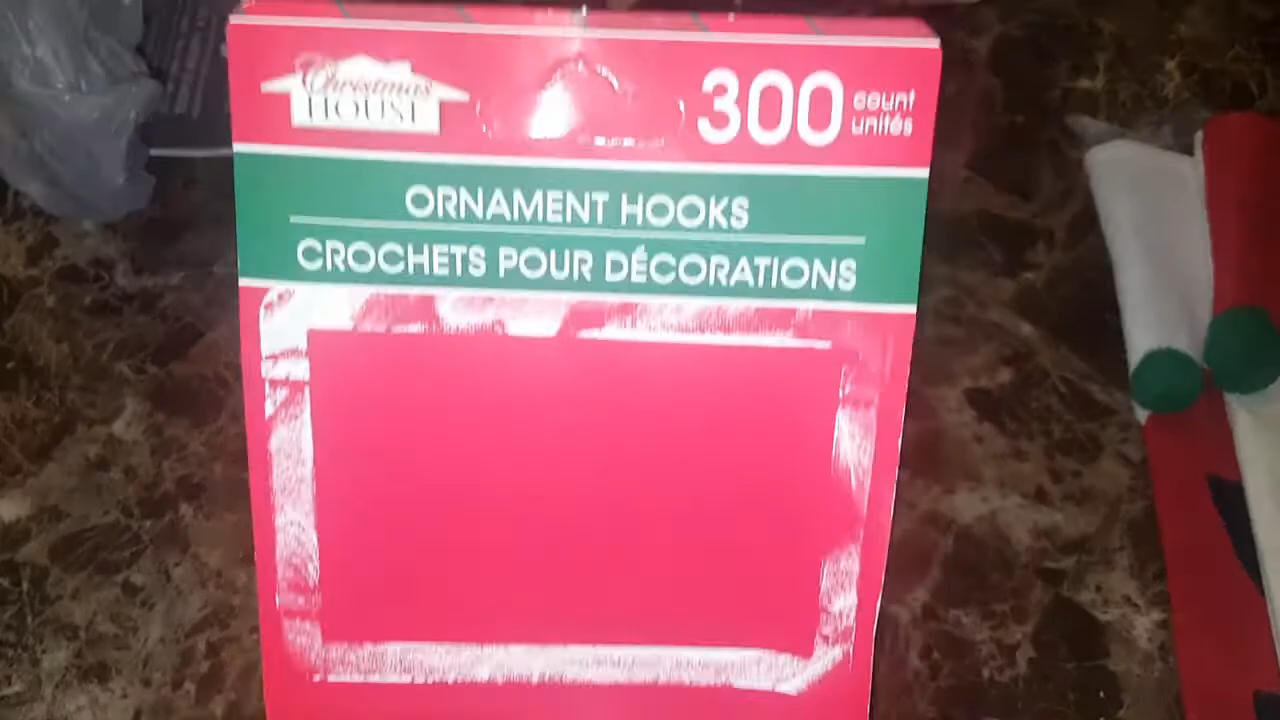 Christmas
HOUSE
300
count
unités
ORNAMENT HOOKS
CROCHETS POUR DÉCORATIONS